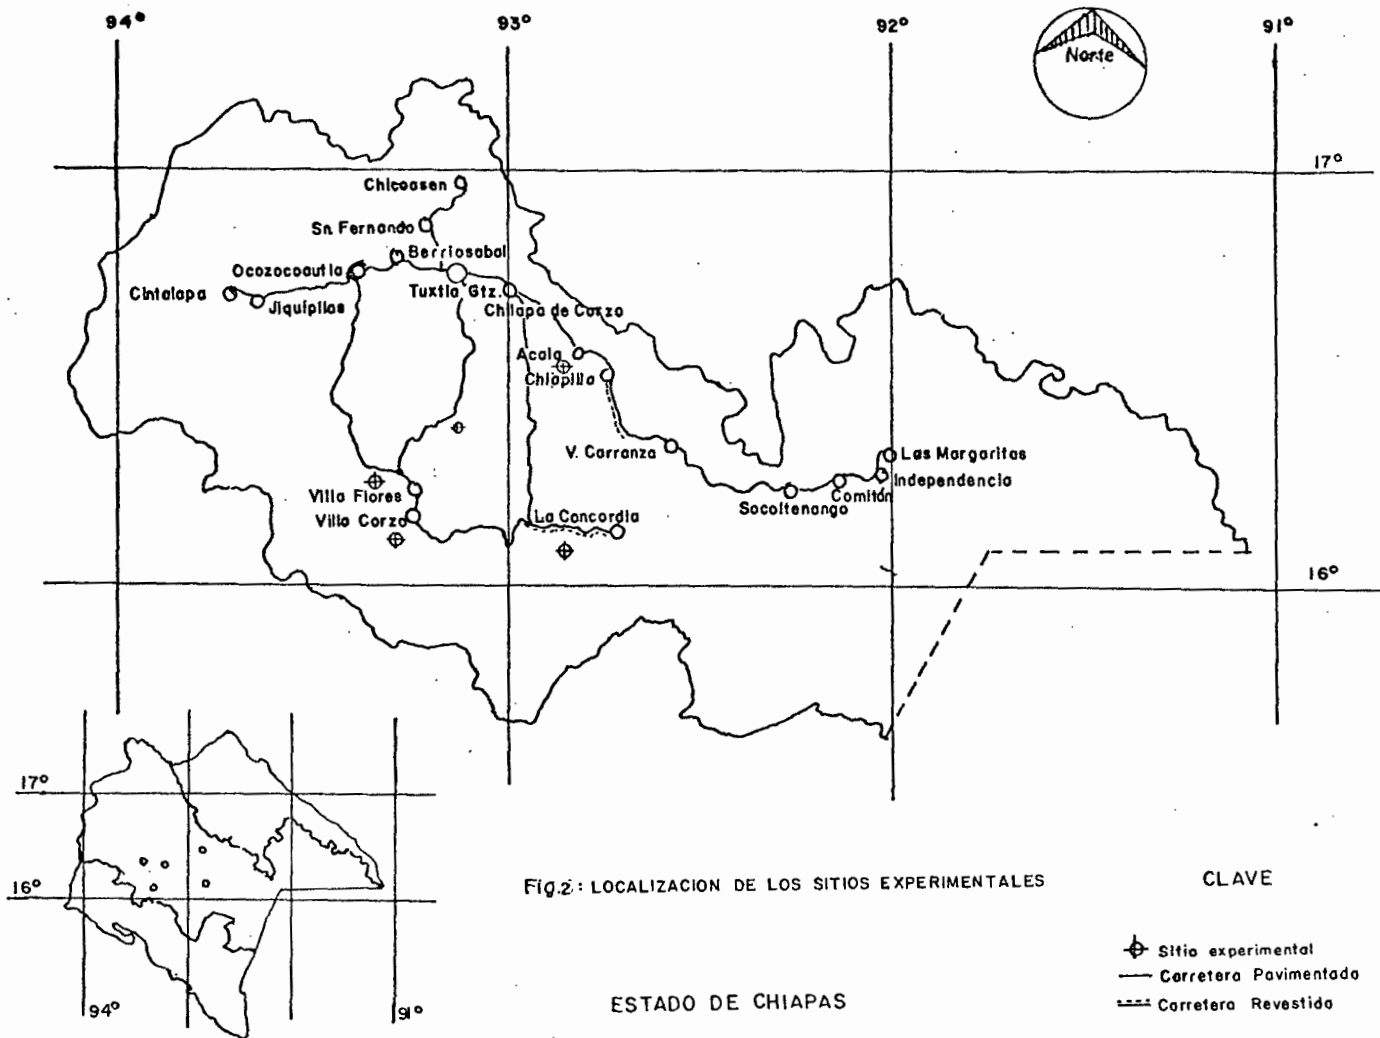 94°
93°
92°
91°
Norte
17°
Chicoasen
Sn. Fernando
Berriosabal
Ocozocoautla
Cintalapa
Jiquipilas
Tuxtla Gtz.
Chiapa de Corzo
Acala
Chiapilla
V. Carranza
Las Margaritas
Independencia
Comitán
Socoltenango
Villa Flores
Villa Corzo
La Concordia
16°
17°
16°
94°
91°
Fig.2: LOCALIZACION DE LOS SITIOS EXPERIMENTALES
ESTADO DE CHIAPAS
CLAVE
Sitio experimental
Carretera Pavimentada
Carretera Revestida